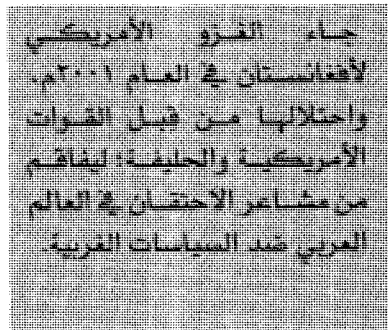 جاء الغزو الأمريكي
لأفغانستان في العام ٢٠٠١م،
واحتلالها من قبل القوات
الأمريكية والحليفة؛ ليفاقم
من مشاعر الاحتقان في العالم
العربي ضد السياسات الغربية.